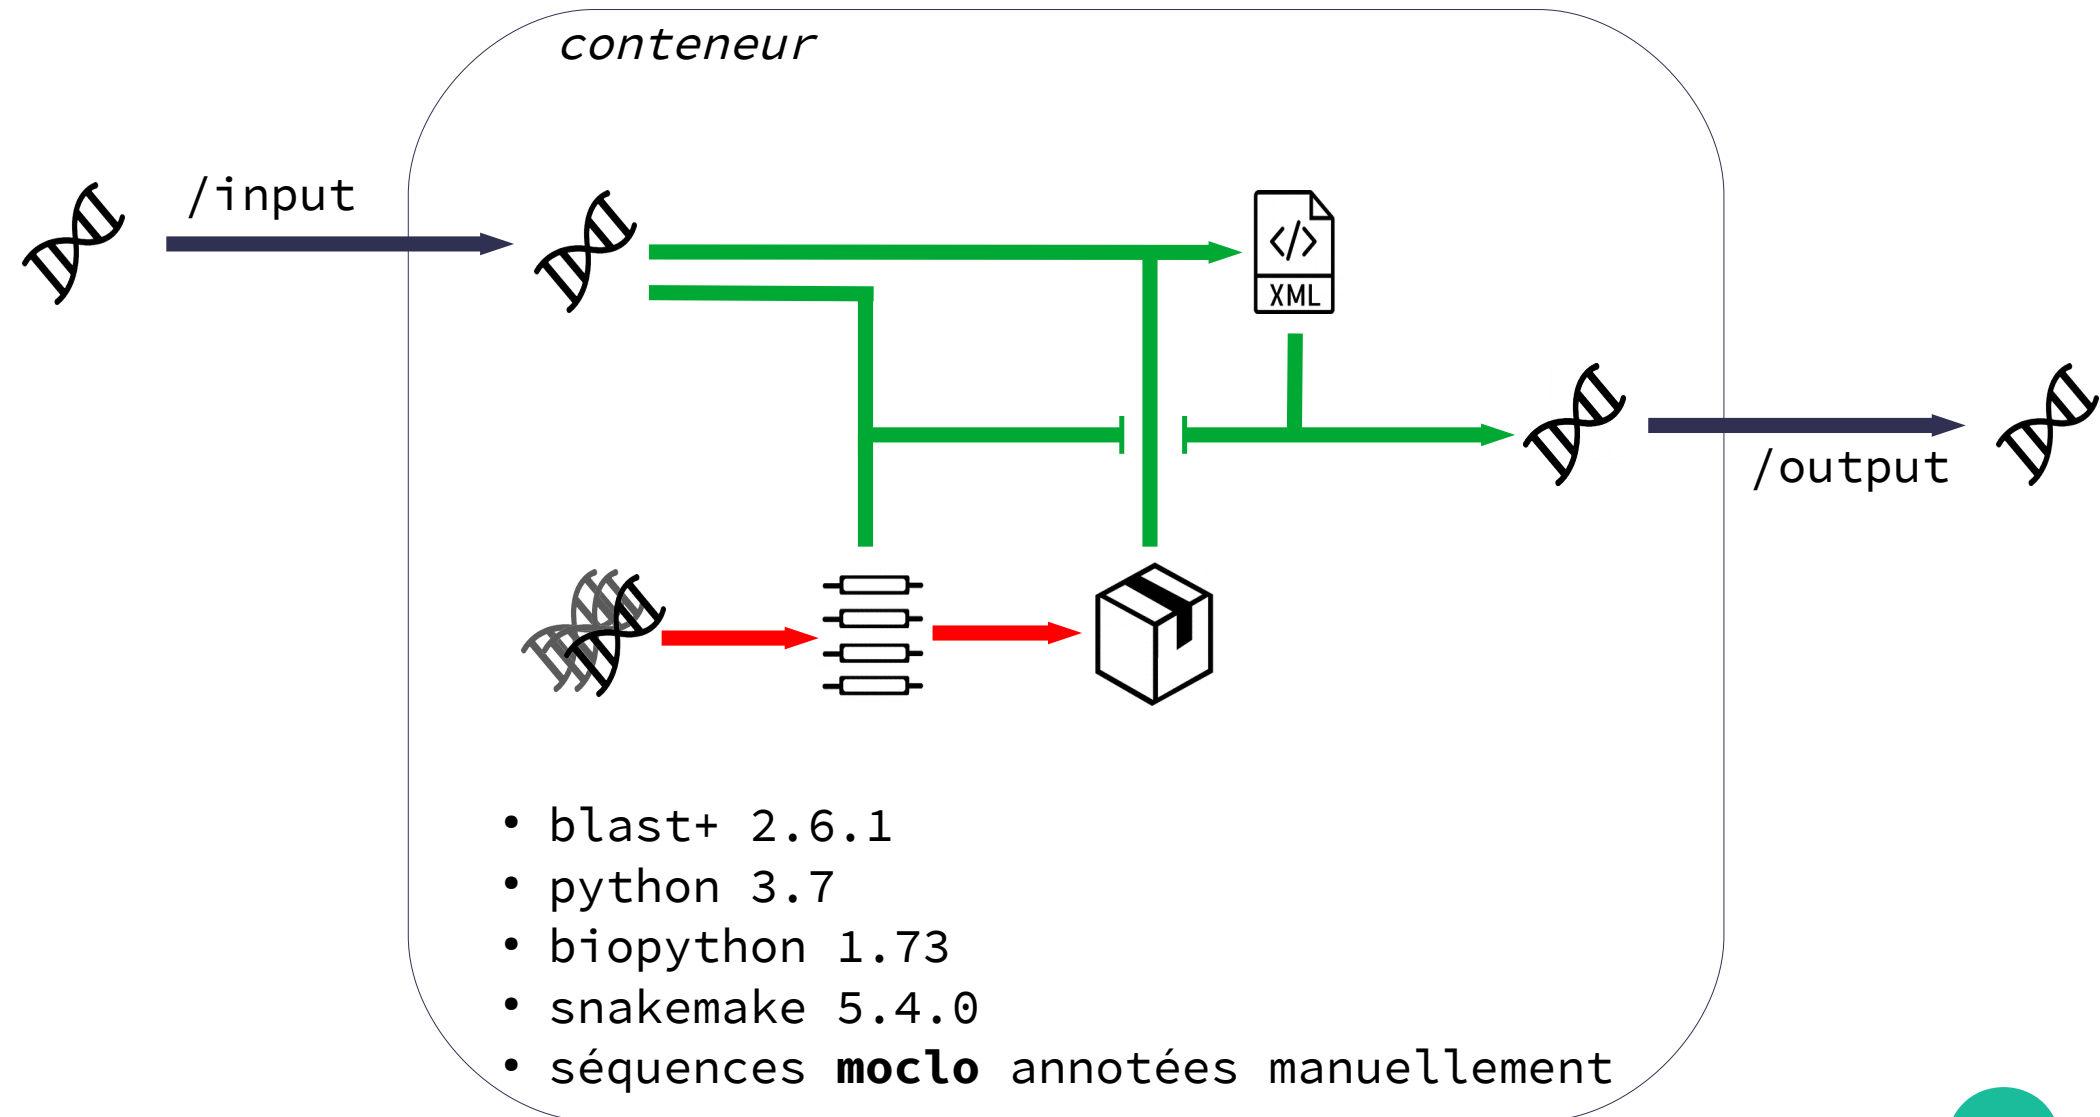 conteneur
/input
</>
XML
/output
• blast+ 2.6.1
• python 3.7
• biopython 1.73
• snakemake 5.4.0
• séquences moclo annotées manuellement